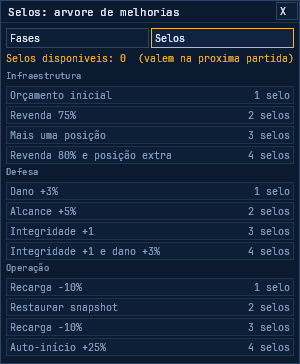 Selos: arvore de melhorias X
Fases Selos
Selos disponiveis: 0 (valem na proxima partida)
Infraestrutura
Orçamento inicial 1 selo
Revenda 75% 2 selos
Mais uma posição 3 selos
Revenda 80% e posição extra 4 selos
Defesa
Dano +3% 1 selo
Alcance +5% 2 selos
Integridade +1 3 selos
Integridade +1 e dano +3% 4 selos
Operação
Recarga -10% 1 selo
Restaurar snapshot 2 selos
Recarga -10% 3 selos
Auto-início +25% 4 selos